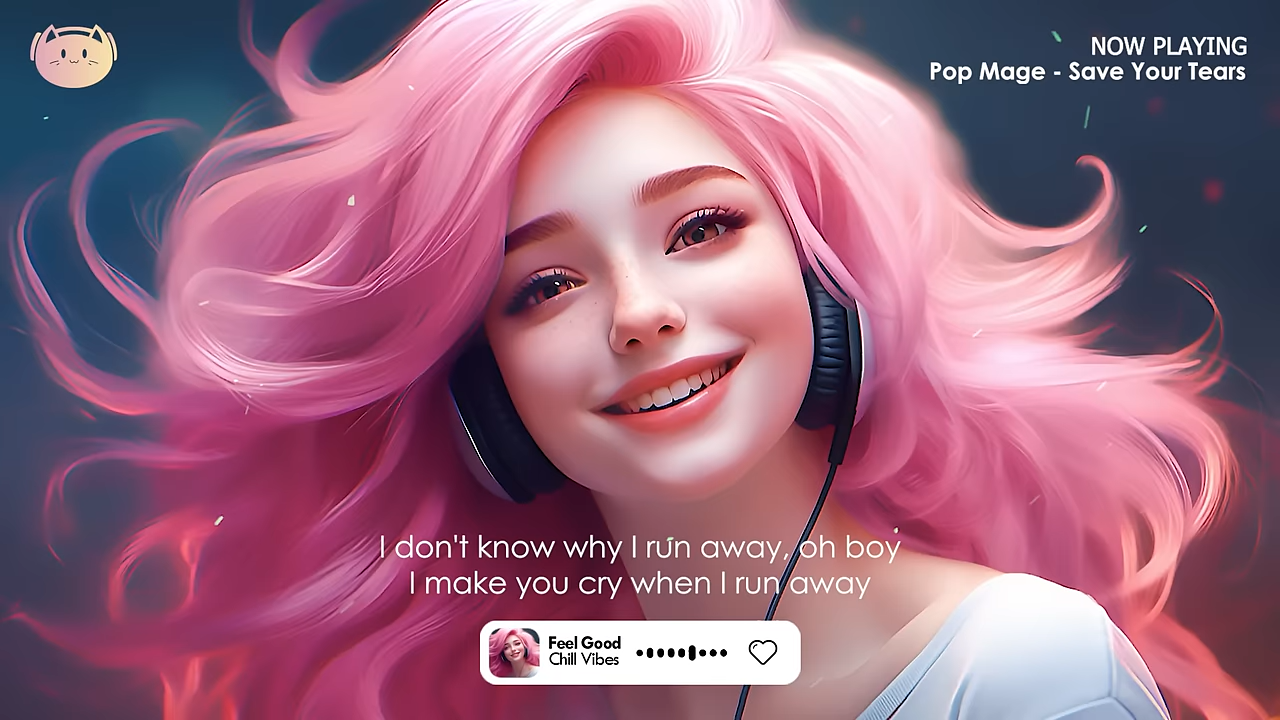 NOW PLAYING
Pop Mage - Save Your Tears
I don't know why I run away, oh boy
I make you cry when I run away
Feel Good
Chill Vibes